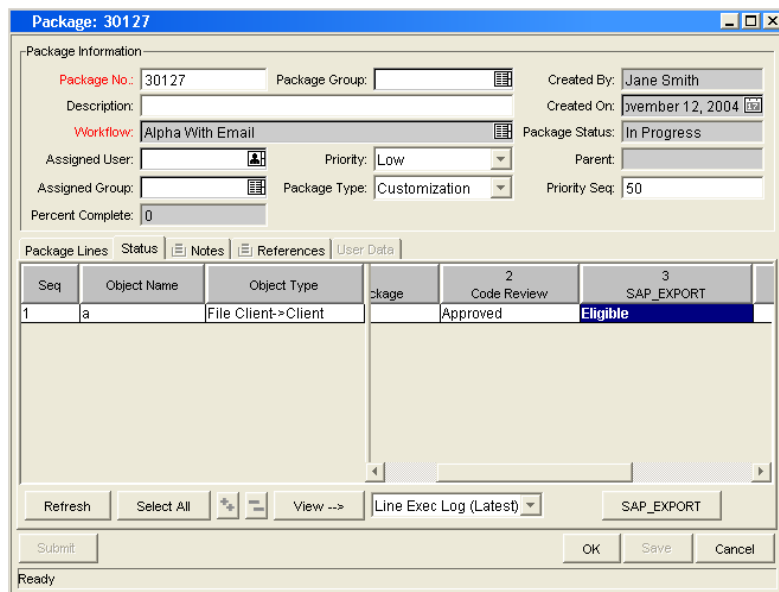 Package: 30127
Package Information
Package No.: 30127 Package Group: Created By: Jane Smith
Description: Created On: ovember 12, 2004
Workflow: Alpha With Email Package Status: In Progress
Assigned User: Priority: Low Parent:
Assigned Group: Package Type: Customization Priority Seq: 50
Percent Complete: 0
Package Lines Status Notes References User Data
Seq Object Name Object Type ckage 2 Code Review 3 SAP_EXPORT
1 a File Client->Client Approved Eligible
Refresh Select All View --> Line Exec Log (Latest) SAP_EXPORT
Submit OK Save Cancel
Ready